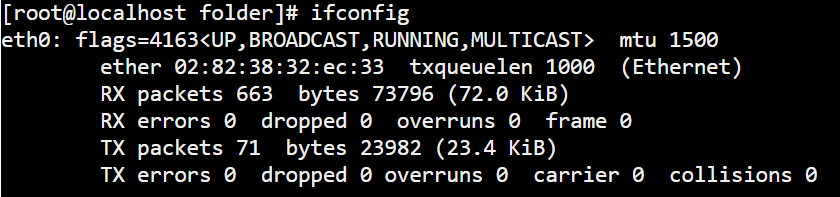 [root@localhost folder]# ifconfig
eth0: flags=4163<UP,BROADCAST,RUNNING,MULTICAST>  mtu 1500
        ether 02:82:38:32:ec:33  txqueuelen 1000  (Ethernet)
        RX packets 663  bytes 73796 (72.0 KiB)
        RX errors 0  dropped 0  overruns 0  frame 0
        TX packets 71  bytes 23982 (23.4 KiB)
        TX errors 0  dropped 0 overruns 0  carrier 0  collisions 0